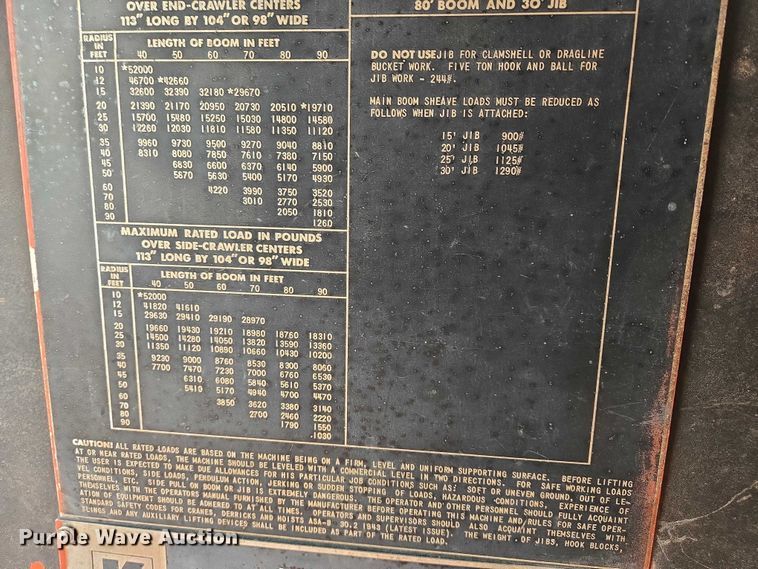 OVER END-CRAWLER CENTERS
113" LONG BY 104" OR 98" WIDE
RADIUS IN FEET
LENGTH OF BOOM IN FEET
40 50 60 70 80 90
10 *52000
12 46700 *42660
15 32600 32390 32180 *29670
20 21390 21170 20950 20730 20510 *19710
25 15700 15480 15250 15030 14800 14580
30 12260 12030 11810 11580 11350 11120
35 9960 9730 9500 9270 9040 8810
40 8310 8080 7850 7610 7380 7150
45 6830 6600 6370 6140 5900
50 5670 5630 5400 5170 4930
60 4220 3990 3750 3520
70 3010 2770 2530
80 2050 1810
90 1260
MAXIMUM RATED LOAD IN POUNDS
OVER SIDE-CRAWLER CENTERS
113" LONG BY 104" OR 98" WIDE
RADIUS IN FEET
LENGTH OF BOOM IN FEET
40 50 60 70 80 90
10 *52000
12 41820 41610
15 29630 29410 29190 28970
20 19660 19430 19210 18980 18760 18310
25 14500 14280 14050 13820 13590 13360
30 11350 11120 10890 10660 10430 10200
35 9230 9000 8760 8530 8300 8060
40 7700 7470 7230 7000 6760 6530
45 6310 6080 5840 5610 5370
50 5410 5170 4940 4700 4470
60 3850 3620 3380 3140
70 2700 2460 2220
80 1790 1550
90 1030
80' BOOM AND 30' JIB
DO NOT USE JIB FOR CLAMSHELL OR DRAGLINE
BUCKET WORK. FIVE TON HOOK AND BALL FOR
JIB WORK - 244#.
MAIN BOOM SHEAVE LOADS MUST BE REDUCED AS
FOLLOWS WHEN JIB IS ATTACHED:
15' JIB 900#
20' JIB 1045#
25' JIB 1125#
30' JIB 1290#
CAUTION: ALL RATED LOADS ARE BASED ON THE MACHINE BEING ON A FIRM, LEVEL AND UNIFORM SUPPORTING SURFACE. BEFORE LIFTING
AT OR NEAR RATED LOADS, THE MACHINE SHOULD BE LEVELED WITH A COMMERCIAL LEVEL IN TWO DIRECTIONS. FOR SAFE WORKING LOADS
THE USER IS EXPECTED TO MAKE DUE ALLOWANCES FOR HIS PARTICULAR JOB CONDITIONS SUCH AS: SOFT OR UNEVEN GROUND, OUT OF LE-
VEL CONDITIONS, SIDE LOADS, PENDULUM ACTION, JERKING OR SUDDEN STOPPING OF LOADS, HAZARDOUS CONDITIONS, EXPERIENCE OF
PERSONNEL, ETC. SIDE PULL ON BOOM OR JIB IS EXTREMELY DANGEROUS. THE OPERATOR AND OTHER PERSONNEL SHOULD FULLY ACQUAINT
THEMSELVES WITH THE OPERATORS MANUAL FURNISHED BY THE MANUFACTURER BEFORE OPERATING THIS MACHINE AND RULES FOR SAFE OPER-
ATION OF EQUIPMENT SHOULD BE ADHERED TO AT ALL TIMES. OPERATORS AND SUPERVISORS SHOULD ALSO ACQUAINT THEMSELVES WITH
STANDARD SAFETY CODES FOR CRANES, DERRICKS AND HOISTS ASA-B 30.2 1943 (LATEST ISSUE). THE WEIGHT OF JIBS, HOOK BLOCKS,
SLINGS AND ANY AUXILIARY LIFTING DEVICES SHALL BE INCLUDED AS PART OF THE RATED LOAD.
Purple Wave Auction